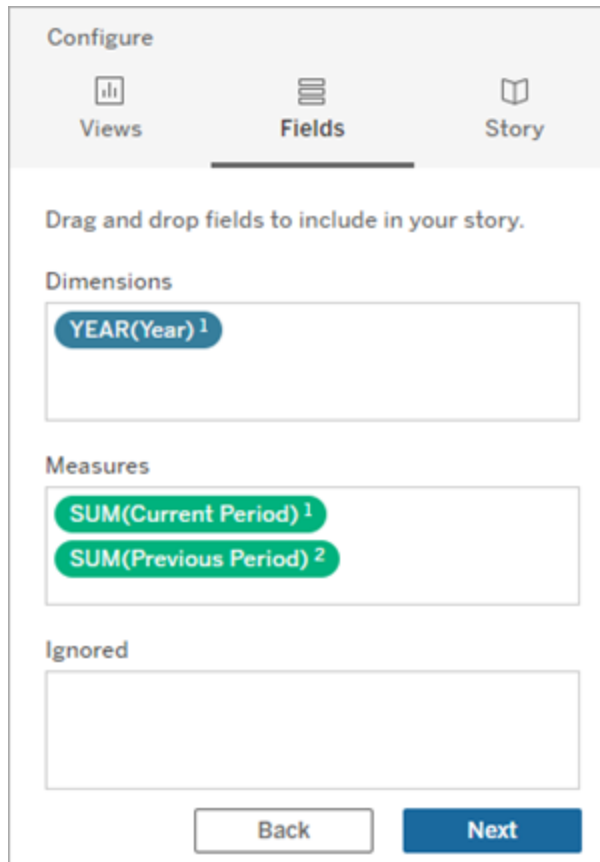 Configure
Views
Fields
Story
Drag and drop fields to include in your story.
Dimensions
YEAR(Year) 1
Measures
SUM(Current Period) 1
SUM(Previous Period) 2
Ignored
Back
Next